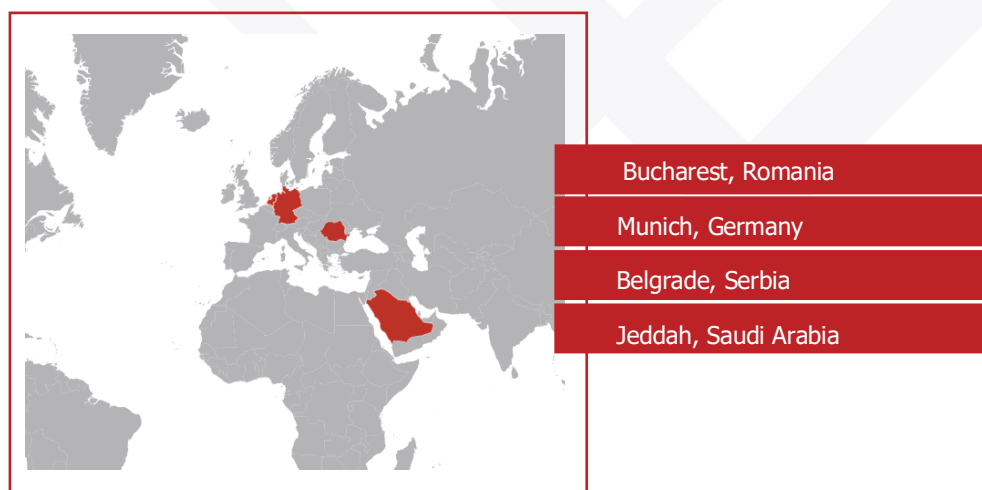 Bucharest, Romania
Munich, Germany
Belgrade, Serbia
Jeddah, Saudi Arabia